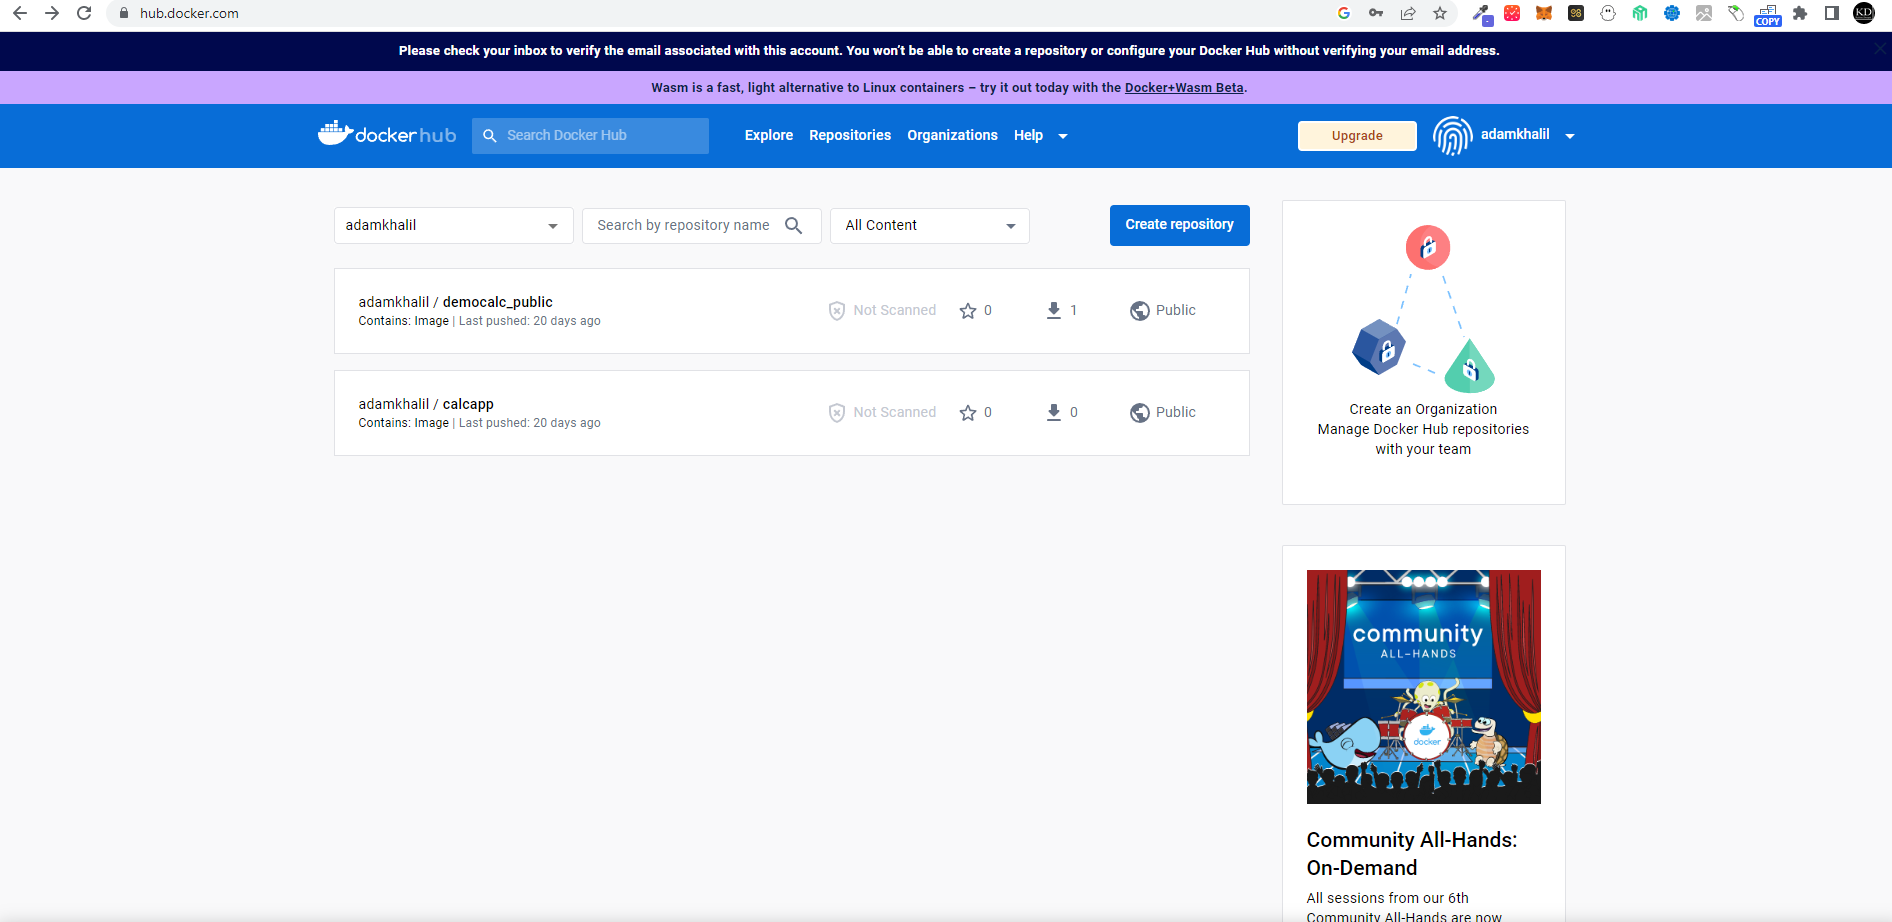 hub.docker.com
98
COPY
KD
Please check your inbox to verify the email associated with this account. You won't be able to create a repository or configure your Docker Hub without verifying your email address.
Wasm is a fast, light alternative to Linux containers – try it out today with the Docker+Wasm Beta.
docker hub
Search Docker Hub
Explore
Repositories
Organizations
Help
Upgrade
adamkhalil
adamkhalil
Search by repository name
All Content
Create repository
adamkhalil / democalc_public
Contains: Image | Last pushed: 20 days ago
Not Scanned
0
1
Public
adamkhalil / calcapp
Contains: Image | Last pushed: 20 days ago
Not Scanned
0
0
Public
Create an Organization
Manage Docker Hub repositories
with your team
community
ALL-HANDS
docker
Community All-Hands:
On-Demand
All sessions from our 6th
Community All-Hands are now